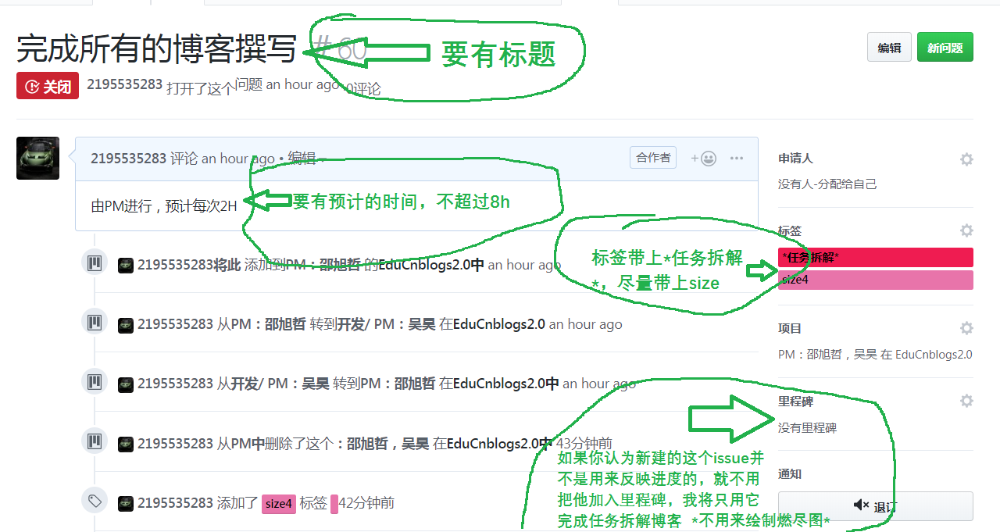 完成所有的博客撰写 #60
要有标题
编辑
新问题
关闭
2195535283 打开了这个问题 an hour ago 0评论
2195535283 评论 an hour ago • 编辑
合作者
由PM进行，预计每次2H
要有预计的时间，不超过8h
2195535283将此 添加到PM：邵旭哲 的EduCnblogs2.0中 an hour ago
标签带上*任务拆解
*，尽量带上size
2195535283 从PM：邵旭哲 转到开发/ PM：吴昊 在EduCnblogs2.0 an hour ago
2195535283 从开发/ PM：吴昊 转到PM：邵旭哲 在EduCnblogs2.0中 an hour ago
2195535283 从PM中删除了这个：邵旭哲，吴昊 在EduCnblogs2.0中 43分钟前
2195535283 添加了 size4 标签 42分钟前
如果你认为新建的这个issue并
不是用来反映进度的，就不用
把他加入里程碑，我将只用它
完成任务拆解博客 *不用来绘制燃尽图*
申请人
没有人-分配给自己
标签
*任务拆解*
size4
项目
PM：邵旭哲，吴昊 在 EduCnblogs2.0
里程碑
没有里程碑
通知
退订